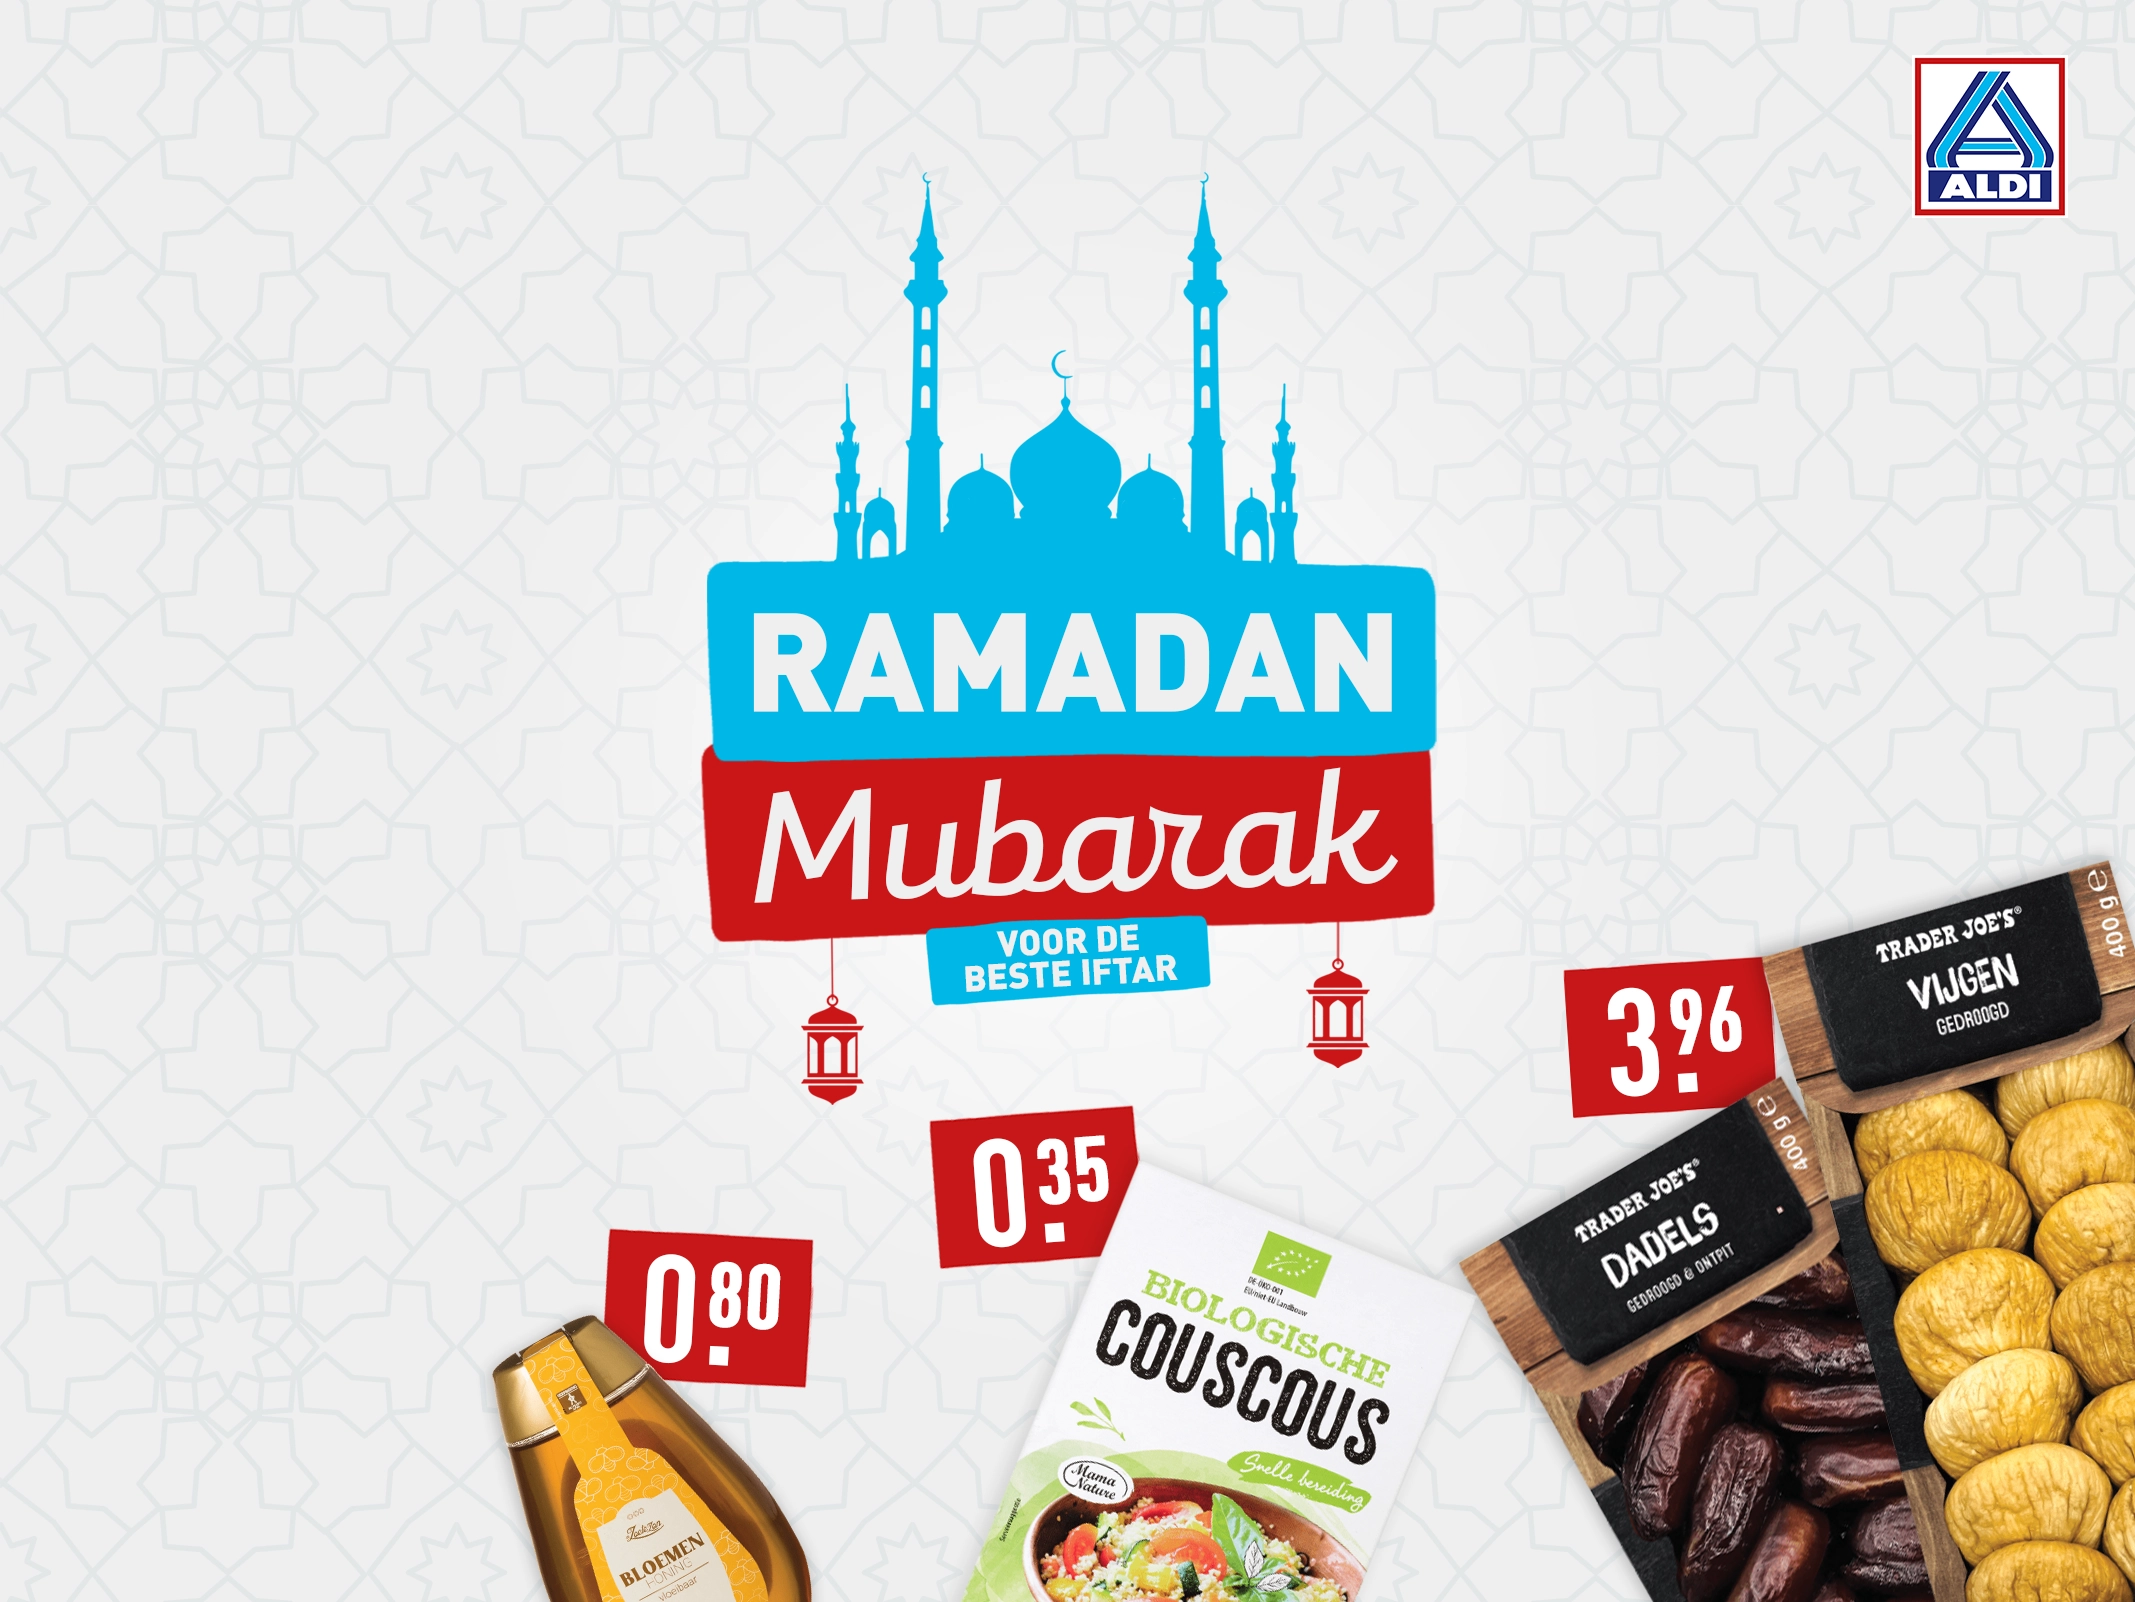 ALDI
RAMADAN
Mubarak
VOOR DE
BESTE IFTAR
3.96
TRADER JOE'S®
VIJGEN
GEDROOGD
400 g e
TRADER JOE'S®
DADELS
GEDROOGD & ONTPIT
400 g e
0.35
DE-ÖKO-001
EU/niet-EU Landbouw
BIOLOGISCHE
COUSCOUS
Snelle bereiding
Mama
Nature
0.80
BLOEMEN
HONING
vloeibaar